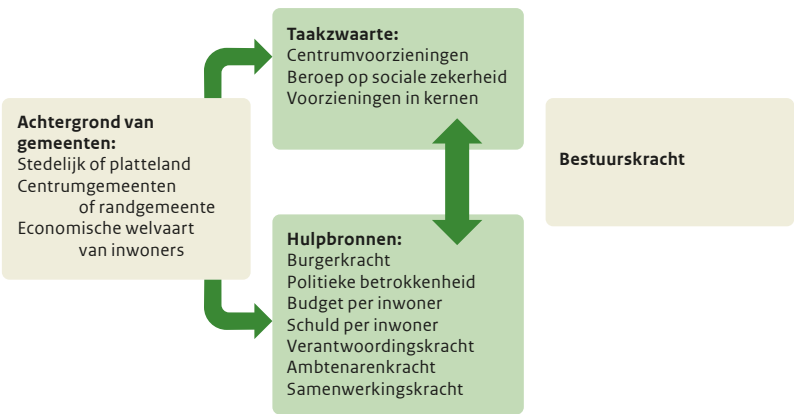 Achtergrond van
gemeenten:
Stedelijk of platteland
Centrumgemeenten
of randgemeente
Economische welvaart
van inwoners
Taakzwaarte:
Centrumvoorzieningen
Beroep op sociale zekerheid
Voorzieningen in kernen
Hulpbronnen:
Burgerkracht
Politieke betrokkenheid
Budget per inwoner
Schuld per inwoner
Verantwoordingskracht
Ambtenarenkracht
Samenwerkingskracht
Bestuurskracht